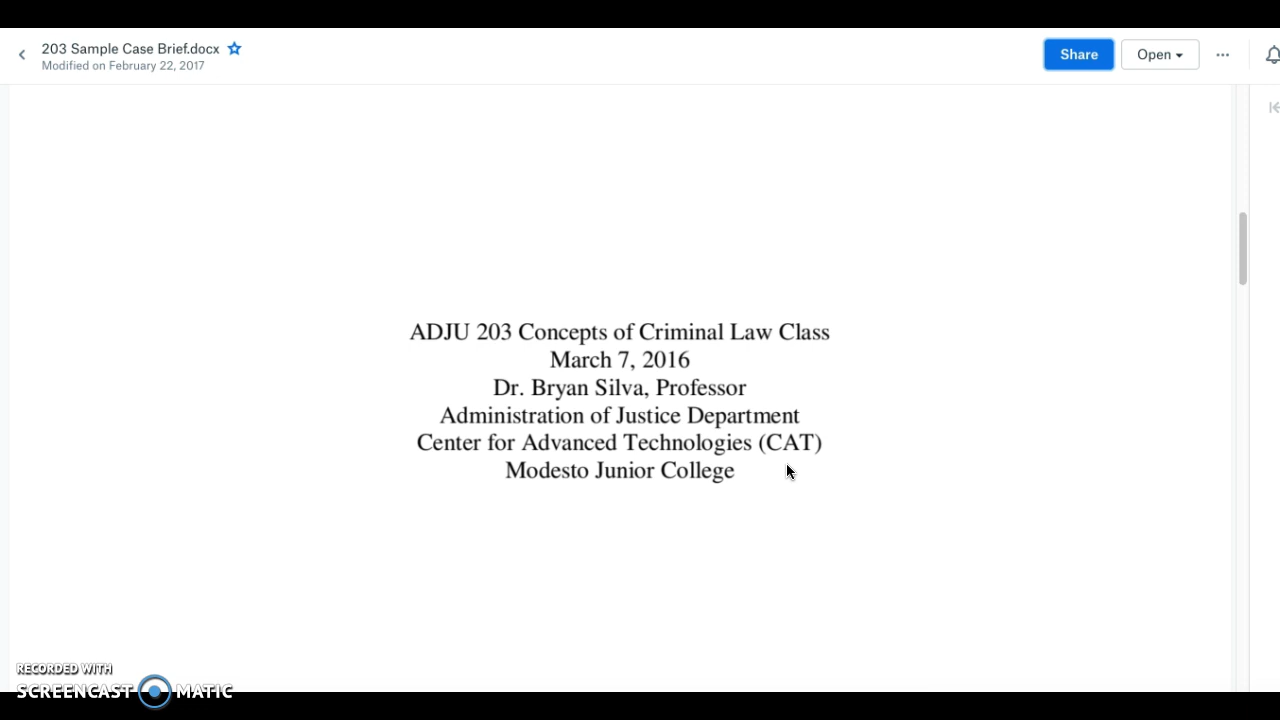 203 Sample Case Brief.docx
Modified on February 22, 2017
Share
Open
ADJU 203 Concepts of Criminal Law Class
March 7, 2016
Dr. Bryan Silva, Professor
Administration of Justice Department
Center for Advanced Technologies (CAT)
Modesto Junior College
RECORDED WITH
SCREENCAST MATIC